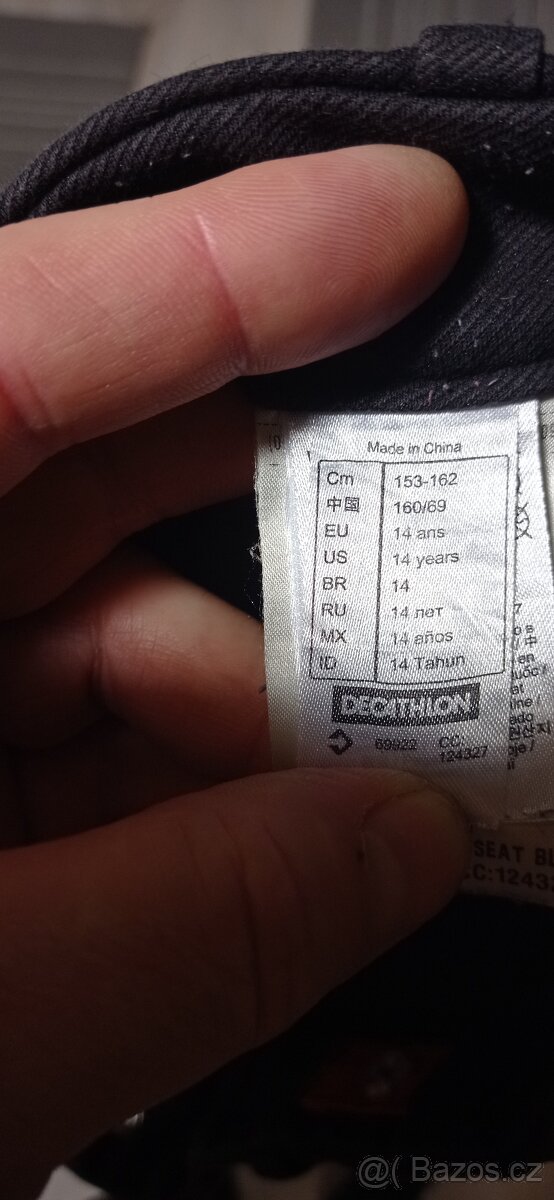 Made in China
Cm 153-162
中国 160/69
EU 14 ans
US 14 years
BR 14
RU 14 лет
MX 14 años
ID 14 Tahun
DECATHLON
69922 CC:
124327
SEAT
@( Bazos.cz